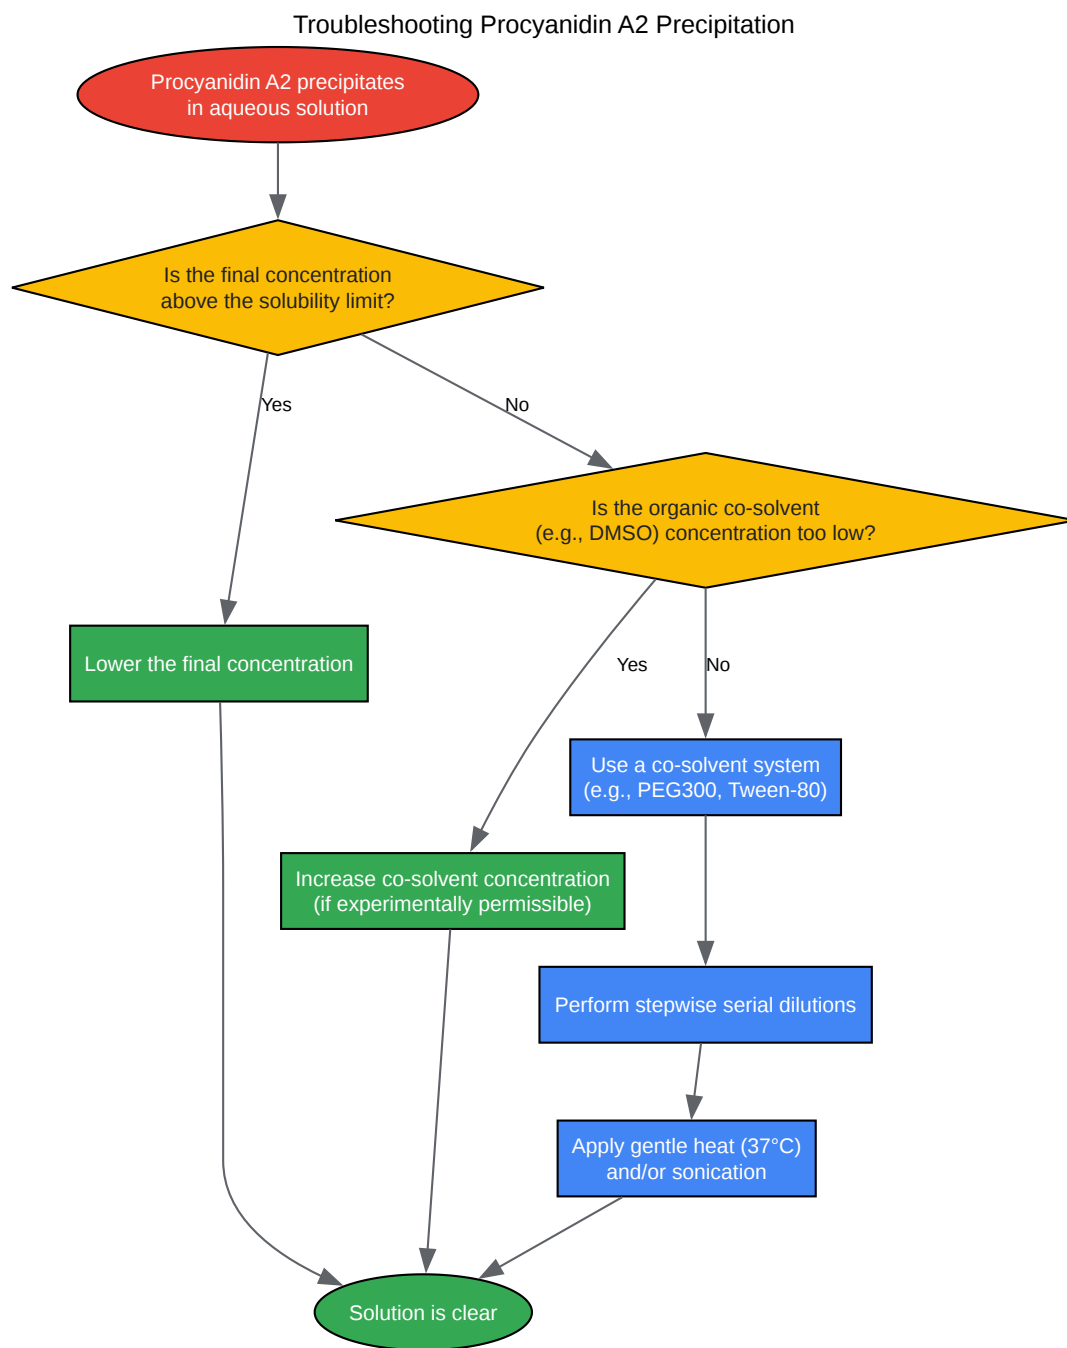 Troubleshooting Procyanidin A2 Precipitation
Procyanidin A2 precipitates
in aqueous solution
Is the final concentration
above the solubility limit?
Yes
No
Is the organic co-solvent
(e.g., DMSO) concentration too low?
Lower the final concentration
Yes
No
Use a co-solvent system
(e.g., PEG300, Tween-80)
Increase co-solvent concentration
(if experimentally permissible)
Perform stepwise serial dilutions
Apply gentle heat (37°C)
and/or sonication
Solution is clear